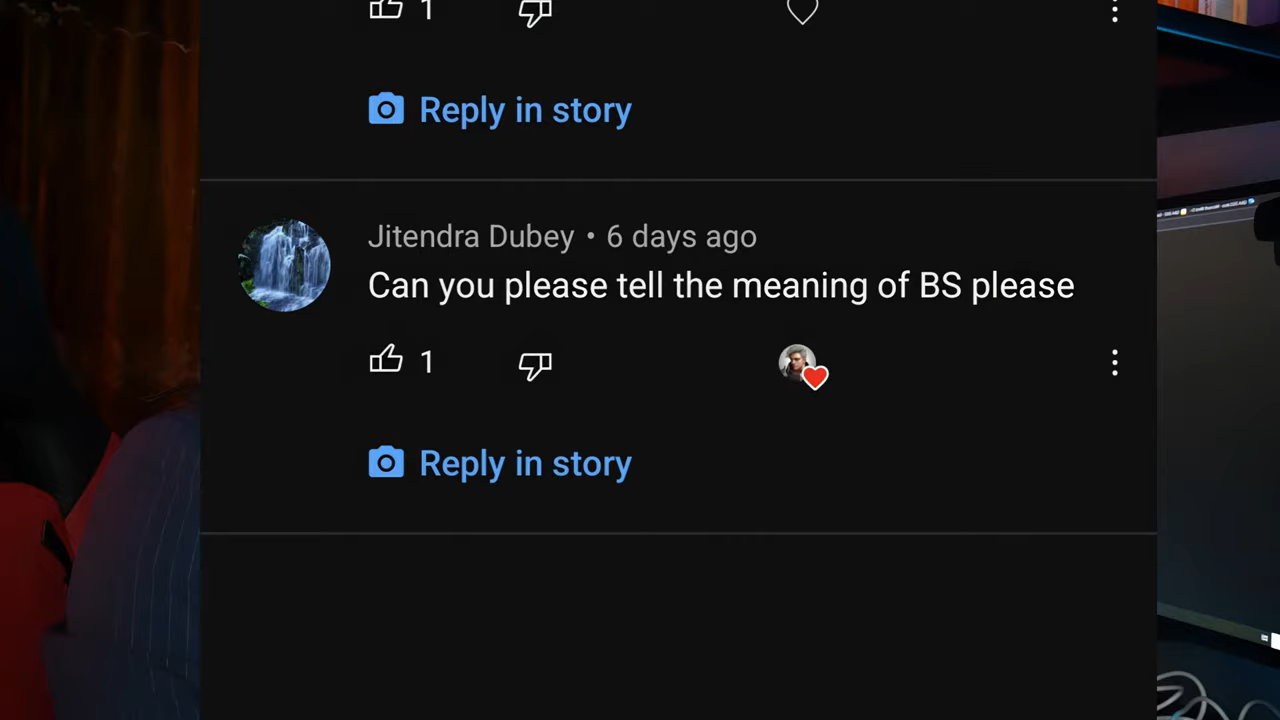 1
Reply in story
Jitendra Dubey • 6 days ago
Can you please tell the meaning of BS please
1
Reply in story